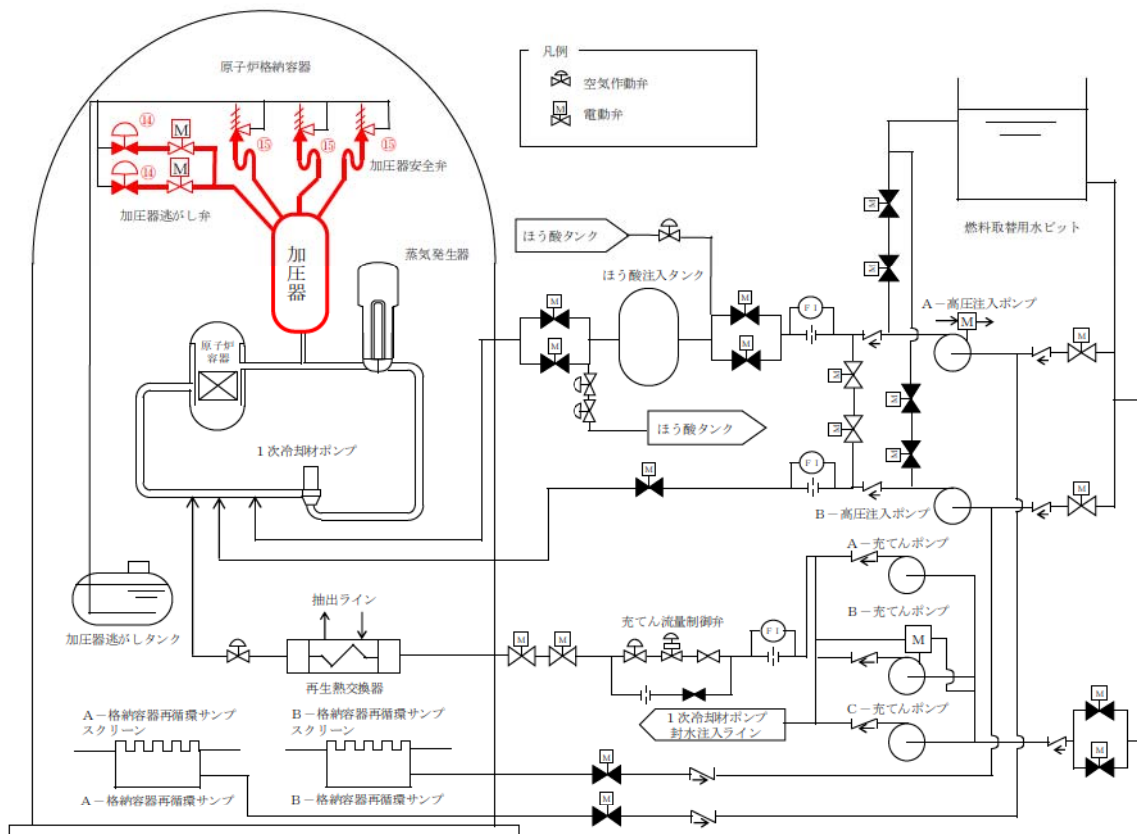 原子炉格納容器
凡例
空気作動弁
M
電動弁
⑭
M
⑮
⑮
⑮
加圧器安全弁
⑭
M
加圧器逃がし弁
加圧器
蒸気発生器
原子炉
容器
1次冷却材ポンプ
加圧器逃がしタンク
ほう酸タンク
ほう酸注入タンク
M
M
M
M
FI
ほう酸タンク
M
M
燃料取替用水ピット
A-高圧注入ポンプ
M
M
M
M
M
M
M
FI
B-高圧注入ポンプ
M
A-充てんポンプ
B-充てんポンプ
M
C-充てんポンプ
抽出ライン
再生熱交換器
M
M
充てん流量制御弁
FI
1次冷却材ポンプ
封水注入ライン
M
M
A-格納容器再循環サンプ
スクリーン
B-格納容器再循環サンプ
スクリーン
M
M
A-格納容器再循環サンプ
B-格納容器再循環サンプ